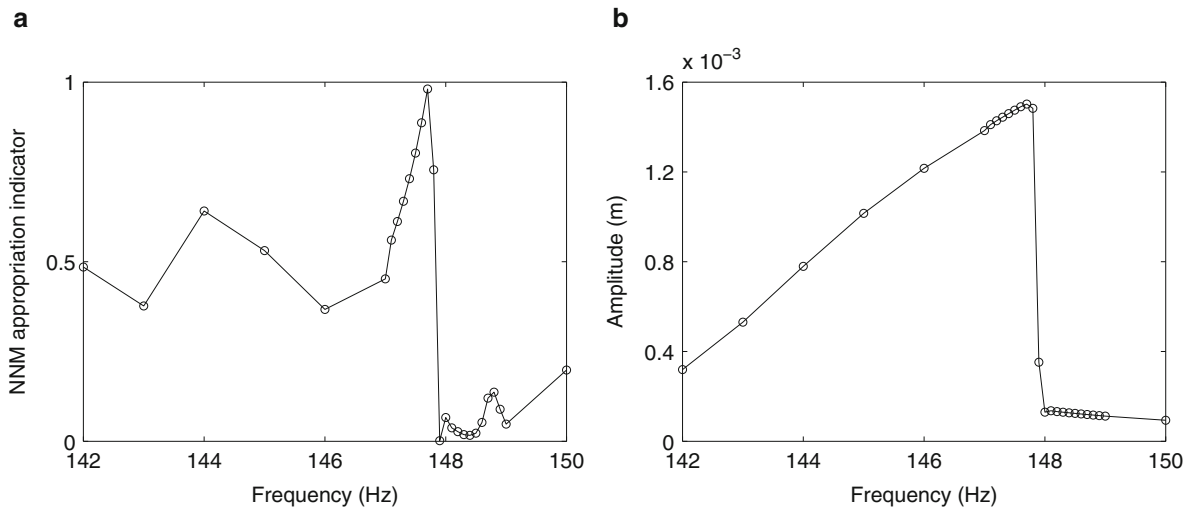 a
NNM appropriation indicator
1
0.5
0
142
144
146
148
150
Frequency (Hz)
b
x 10⁻³
Amplitude (m)
1.6
1.2
0.8
0.4
0
142
144
146
148
150
Frequency (Hz)